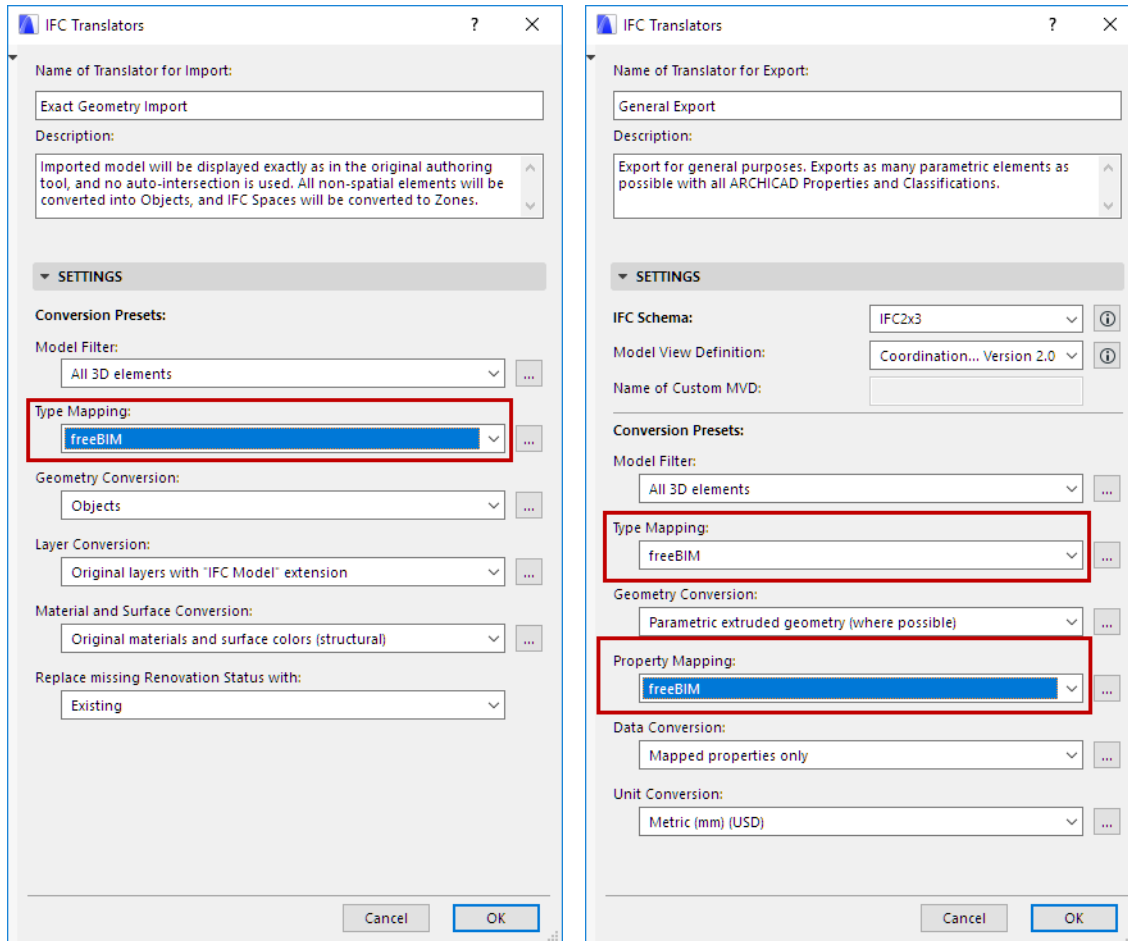 IFC Translators
?
Name of Translator for Import:
Exact Geometry Import
Description:
Imported model will be displayed exactly as in the original authoring
tool, and no auto-intersection is used. All non-spatial elements will be
converted into Objects, and IFC Spaces will be converted to Zones.
SETTINGS
Conversion Presets:
Model Filter:
All 3D elements
...
Type Mapping:
freeBIM
...
Geometry Conversion:
Objects
...
Layer Conversion:
Original layers with "IFC Model" extension
...
Material and Surface Conversion:
Original materials and surface colors (structural)
...
Replace missing Renovation Status with:
Existing
Cancel
OK
IFC Translators
?
Name of Translator for Export:
General Export
Description:
Export for general purposes. Exports as many parametric elements as
possible with all ARCHICAD Properties and Classifications.
SETTINGS
IFC Schema:
IFC2x3
Model View Definition:
Coordination... Version 2.0
Name of Custom MVD:
Conversion Presets:
Model Filter:
All 3D elements
...
Type Mapping:
freeBIM
...
Geometry Conversion:
Parametric extruded geometry (where possible)
...
Property Mapping:
freeBIM
...
Data Conversion:
Mapped properties only
...
Unit Conversion:
Metric (mm) (USD)
...
Cancel
OK